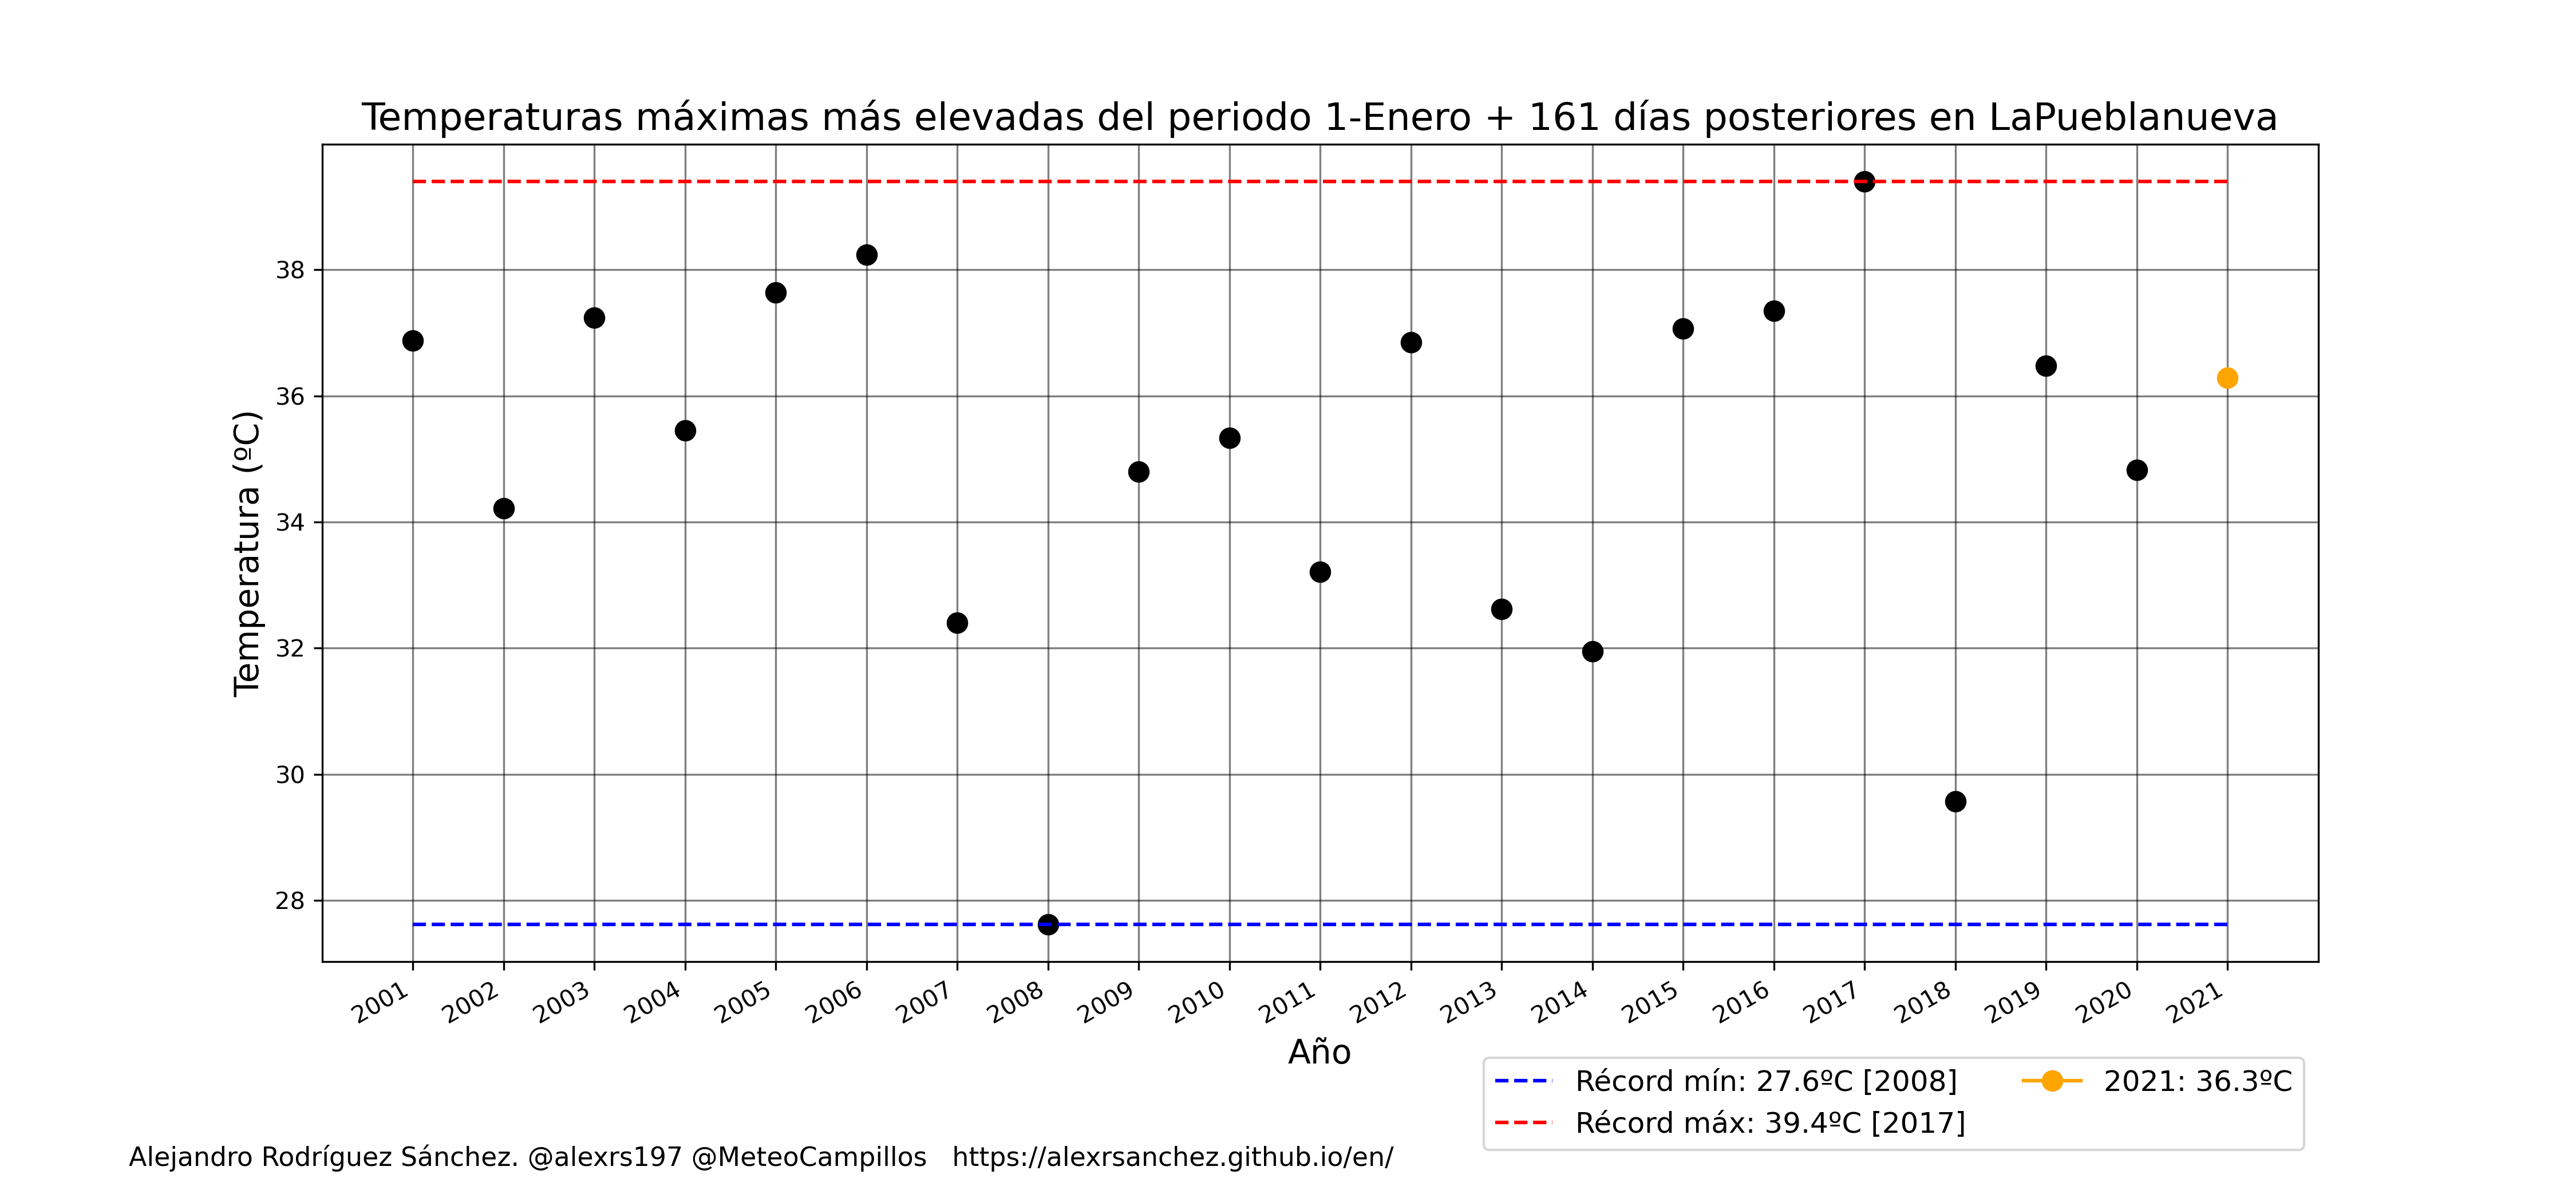 Temperaturas máximas más elevadas del periodo 1-Enero + 161 días posteriores en LaPueblanueva
Temperatura (ºC)
38
36
34
32
30
28
2001 2002 2003 2004 2005 2006 2007 2008 2009 2010 2011 2012 2013 2014 2015 2016 2017 2018 2019 2020 2021
Año
Récord mín: 27.6ºC [2008] 2021: 36.3ºC
Récord máx: 39.4ºC [2017]
Alejandro Rodríguez Sánchez. @alexrs197 @MeteoCampillos https://alexrsanchez.github.io/en/